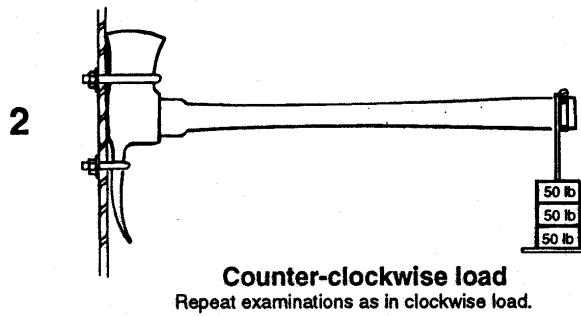 2
50 lb
50 lb
50 lb
Counter-clockwise load
Repeat examinations as in clockwise load.